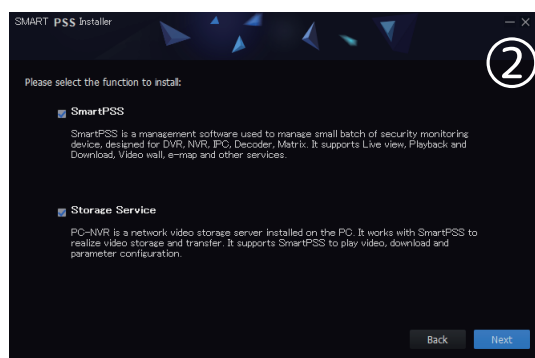 SMART PSS Installer
②
Please select the function to install:
SmartPSS
SmartPSS is a management software used to manage small batch of security monitoring
device, designed for DVR, NVR, IPC, Decoder, Matrix. It supports Live view, Playback and
Download, Video wall, e-map and other services.
Storage Service
PC-NVR is a network video storage server installed on the PC. It works with SmartPSS to
realize video storage and transfer. It supports SmartPSS to play video, download and
parameter configuration.
Back Next